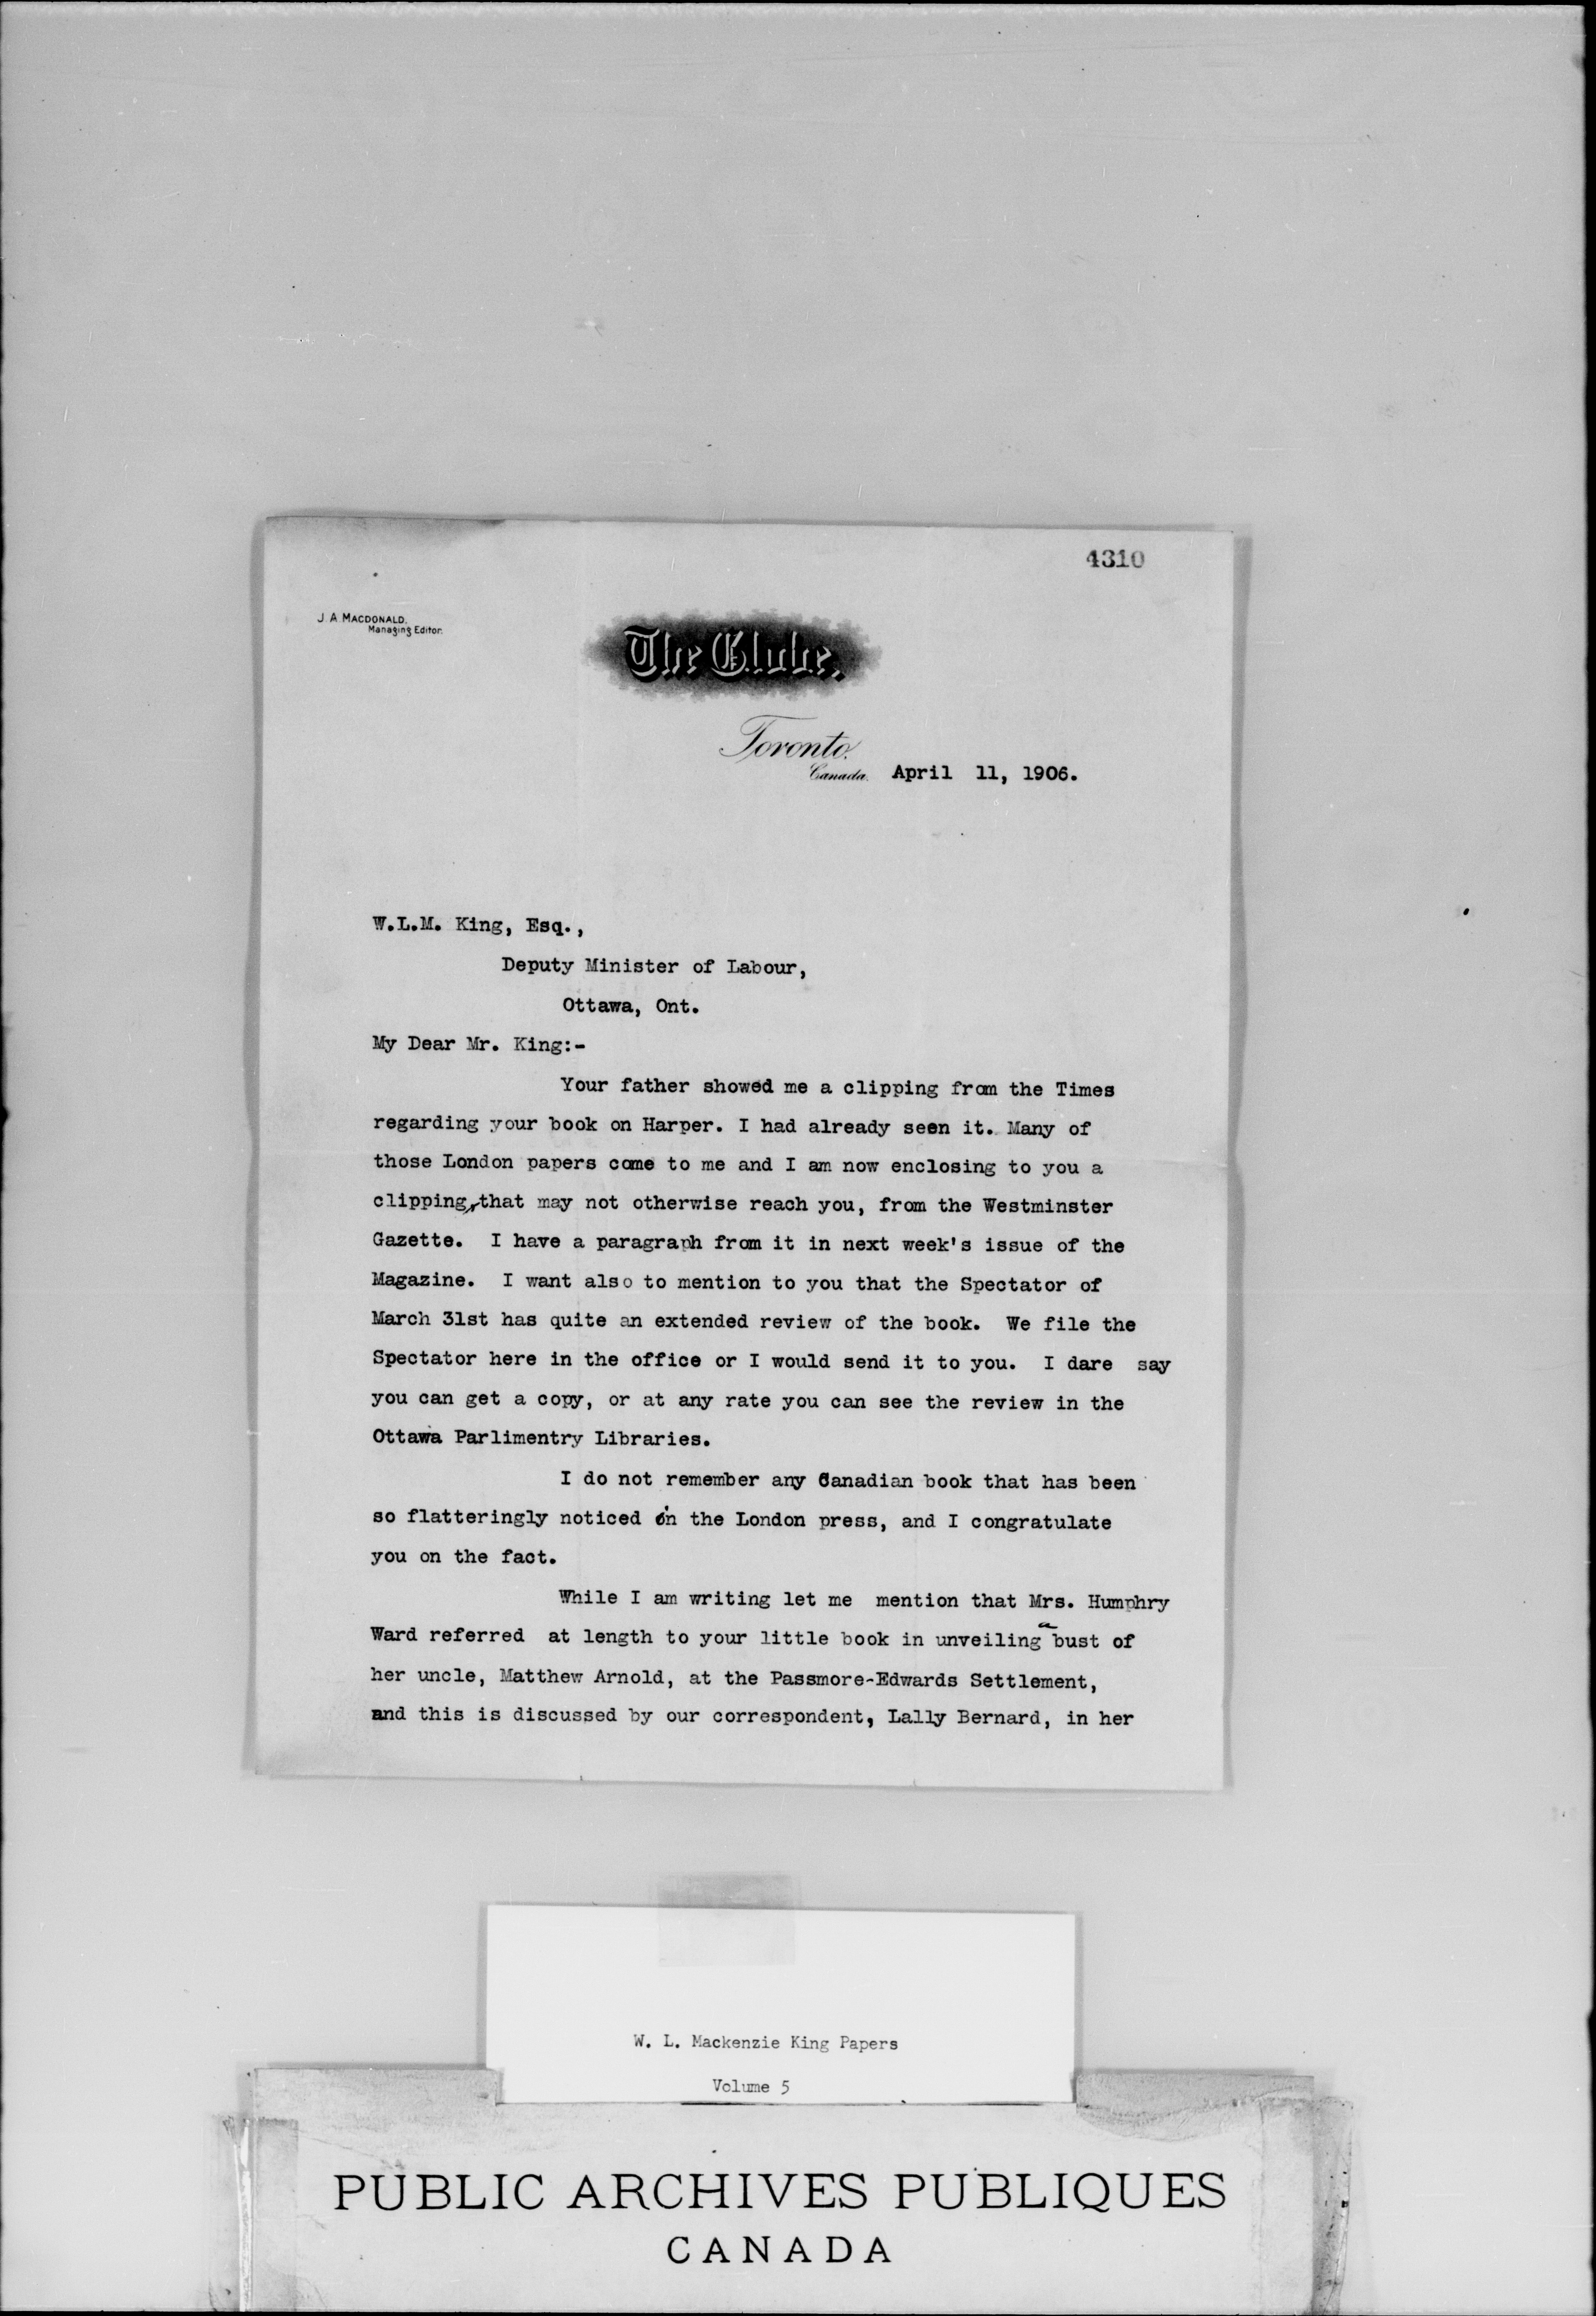 4310
J. A. MACDONALD,
Managing Editor.
The Globe.
Toronto,
Canada. April 11, 1906.
W.L.M. King, Esq.,
Deputy Minister of Labour,
Ottawa, Ont.
My Dear Mr. King:-
Your father showed me a clipping from the Times
regarding your book on Harper. I had already seen it. Many of
those London papers come to me and I am now enclosing to you a
clipping, that may not otherwise reach you, from the Westminster
Gazette. I have a paragraph from it in next week's issue of the
Magazine. I want also to mention to you that the Spectator of
March 31st has quite an extended review of the book. We file the
Spectator here in the office or I would send it to you. I dare say
you can get a copy, or at any rate you can see the review in the
Ottawa Parlimentry Libraries.
I do not remember any Canadian book that has been
so flatteringly noticed in the London press, and I congratulate
you on the fact.
While I am writing let me mention that Mrs. Humphry
Ward referred at length to your little book in unveiling a bust of
her uncle, Matthew Arnold, at the Passmore-Edwards Settlement,
and this is discussed by our correspondent, Lally Bernard, in her
W. L. Mackenzie King Papers
Volume 5
PUBLIC ARCHIVES PUBLIQUES
CANADA